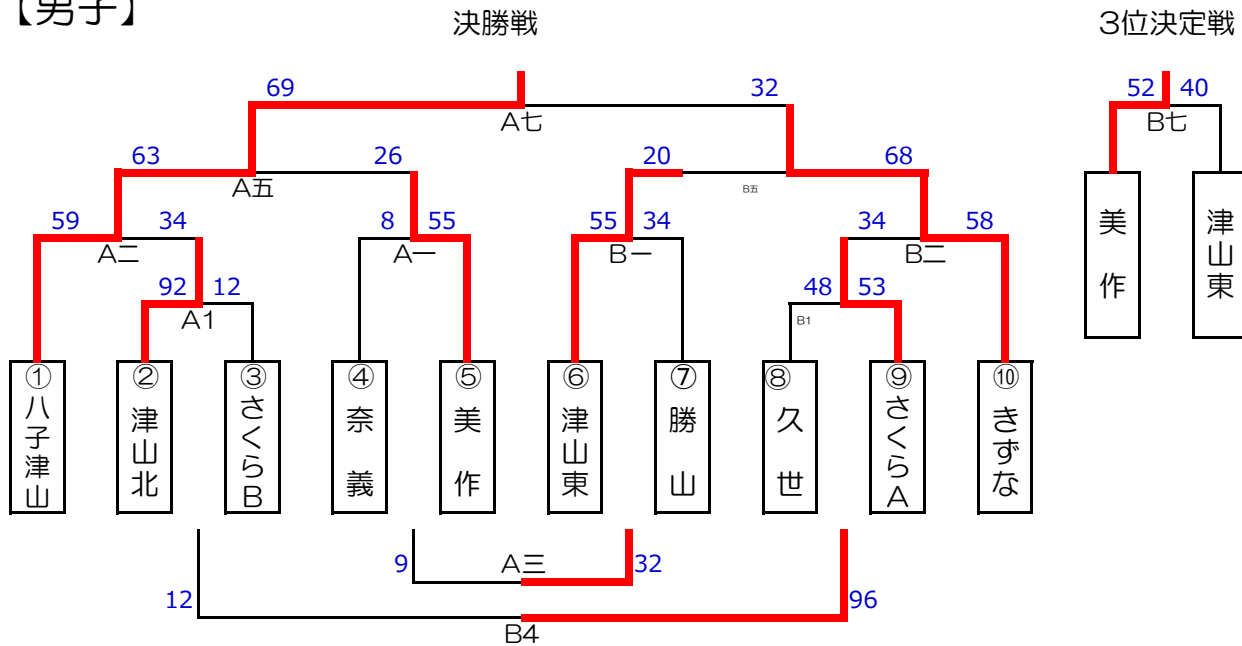 【男子】
決勝戦
3位決定戦
69 32
A七
52 40
B七
63 26
A五
20 68
B五
59 34
A二
8 55
A一
55 34
B一
34 58
B二
92 12
A1
48 53
B1
美作
津山東
①八子津山
②津山北
③さくらB
④奈義
⑤美作
⑥津山東
⑦勝山
⑧久世
⑨さくらA
⑩きずな
9 A三 32
12 96
B4